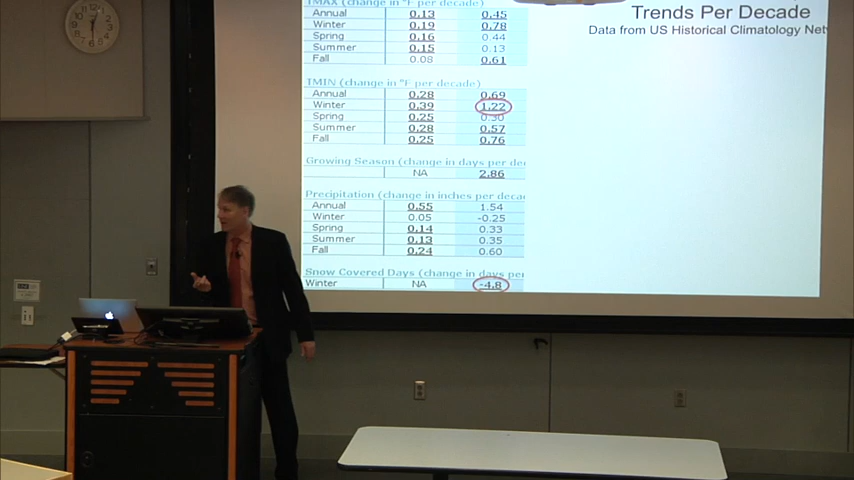 TMAX (change in °F per decade)
Annual 0.13 0.45
Winter 0.19 0.78
Spring 0.16 0.44
Summer 0.15 0.13
Fall 0.08 0.61
TMIN (change in °F per decade)
Annual 0.28 0.69
Winter 0.39 1.22
Spring 0.25 0.50
Summer 0.28 0.57
Fall 0.25 0.76
Growing Season (change in days per de
NA 2.86
Precipitation (change in inches per deca
Annual 0.55 1.54
Winter 0.05 -0.25
Spring 0.14 0.33
Summer 0.13 0.35
Fall 0.24 0.60
Snow Covered Days (change in days per
Winter NA -4.8
Trends Per Decade
Data from US Historical Climatology Netw